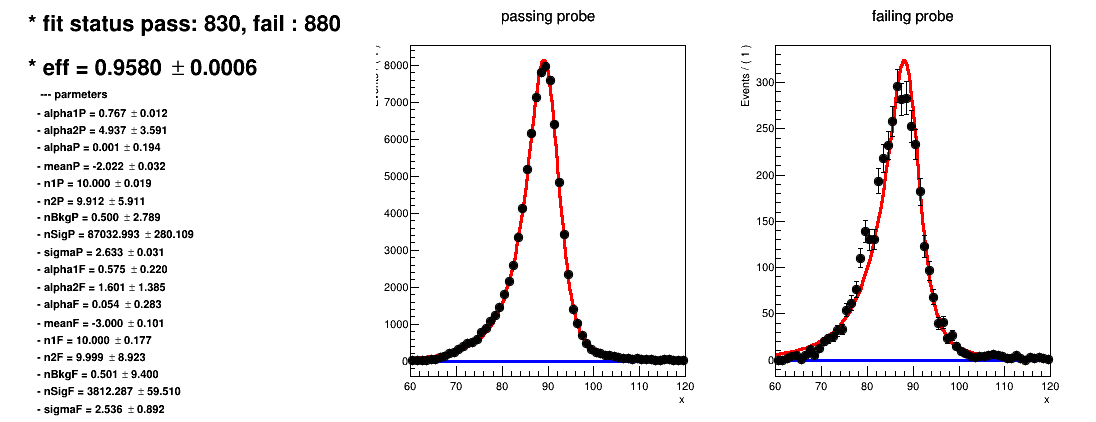 * fit status pass: 830, fail : 880
* eff = 0.9580 ± 0.0006
--- parmeters
- alpha1P = 0.767 ± 0.012
- alpha2P = 4.937 ± 3.591
- alphaP = 0.001 ± 0.194
- meanP = -2.022 ± 0.032
- n1P = 10.000 ± 0.019
- n2P = 9.912 ± 5.911
- nBkgP = 0.500 ± 2.789
- nSigP = 87032.993 ± 280.109
- sigmaP = 2.633 ± 0.031
- alpha1F = 0.575 ± 0.220
- alpha2F = 1.601 ± 1.385
- alphaF = 0.054 ± 0.283
- meanF = -3.000 ± 0.101
- n1F = 10.000 ± 0.177
- n2F = 9.999 ± 8.923
- nBkgF = 0.501 ± 9.400
- nSigF = 3812.287 ± 59.510
- sigmaF = 2.536 ± 0.892
passing probe
8000
7000
6000
5000
4000
3000
2000
1000
0
60 70 80 90 100 110 120
x
failing probe
Events / ( 1 )
300
250
200
150
100
50
0
60 70 80 90 100 110 120
x